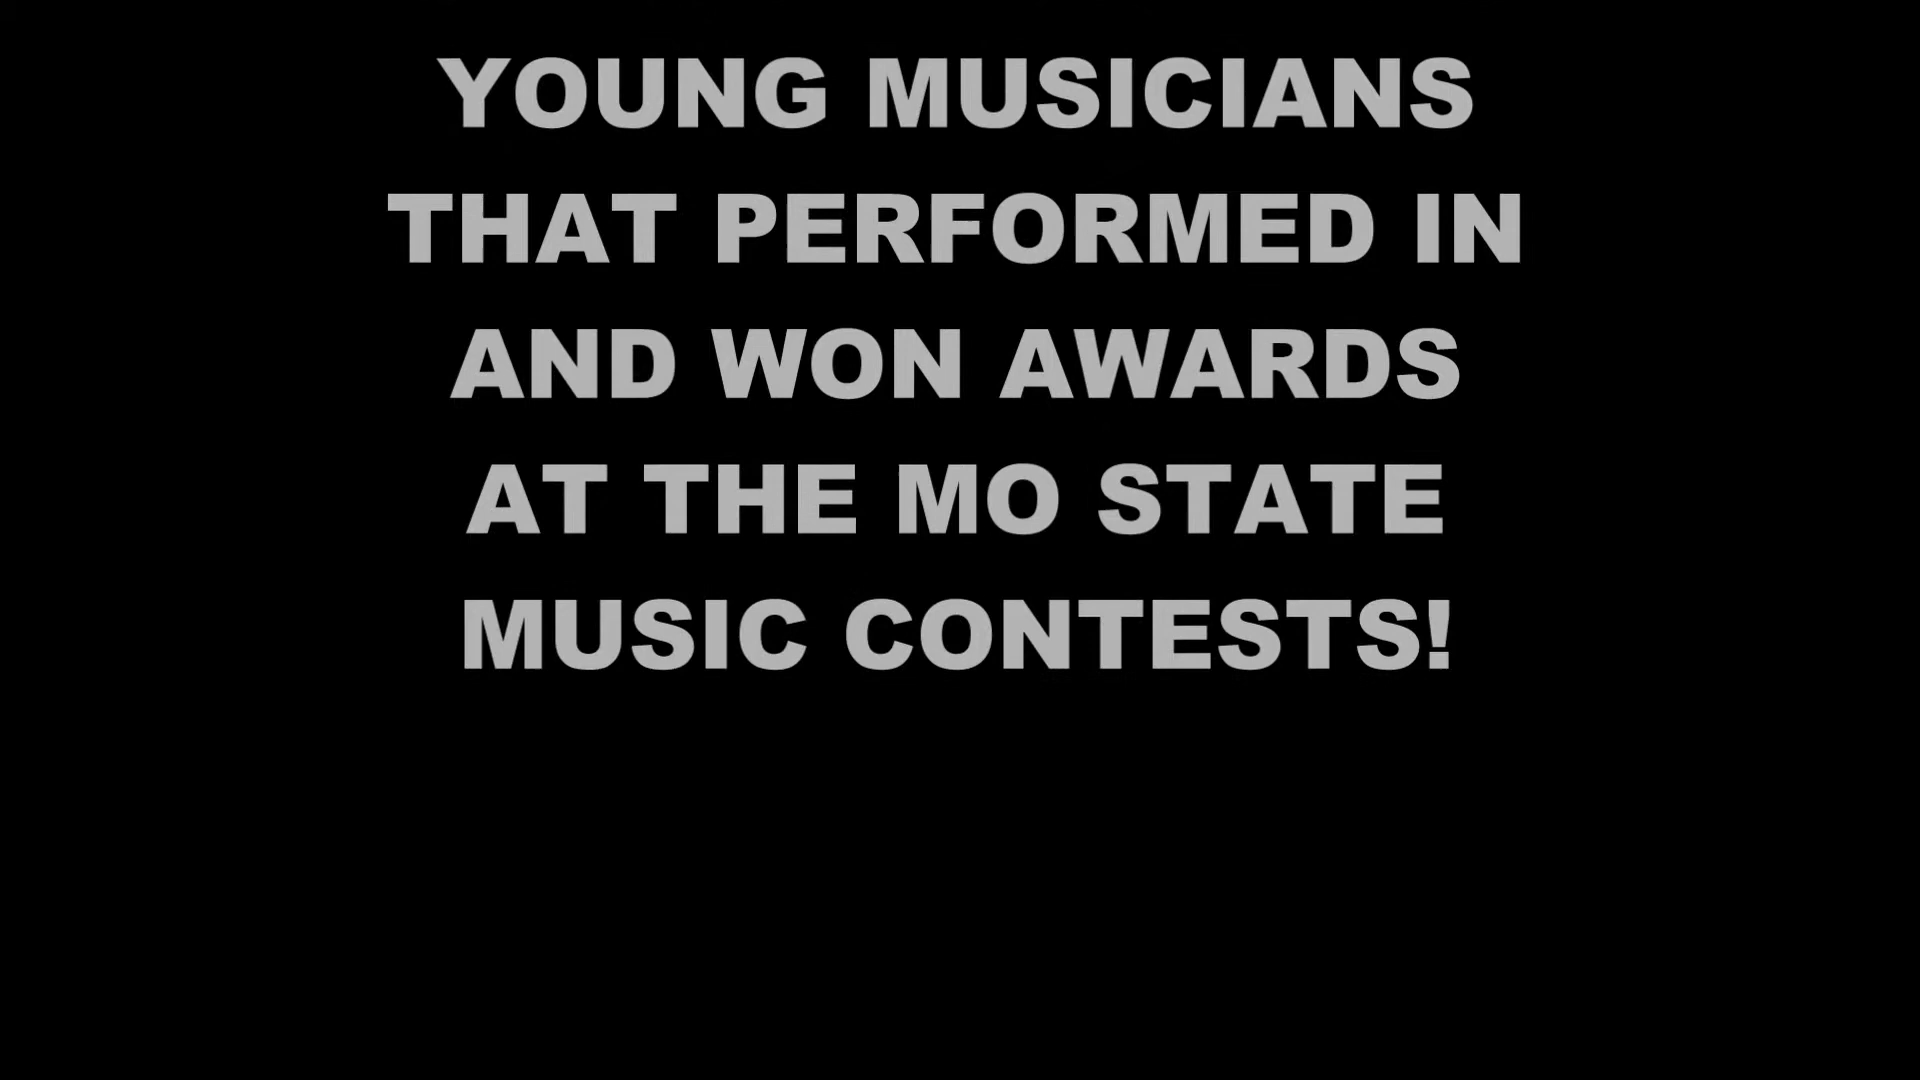 YOUNG MUSICIANS
THAT PERFORMED IN
AND WON AWARDS
AT THE MO STATE
MUSIC CONTESTS!